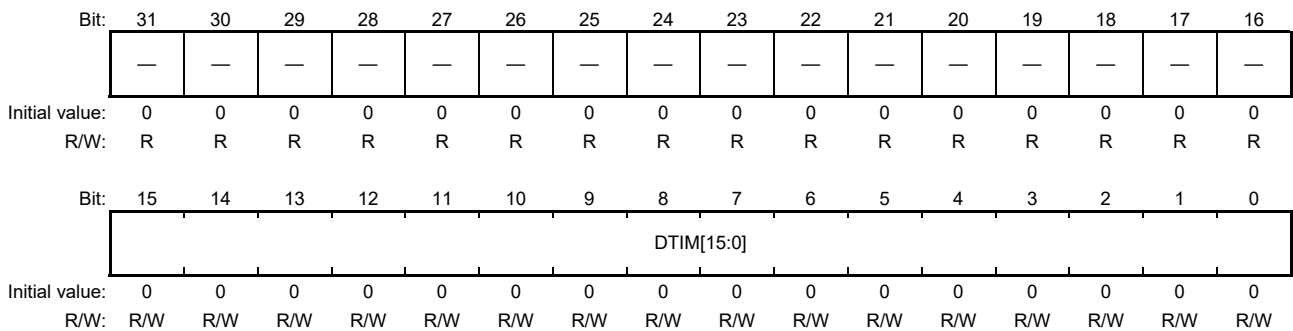 Bit: 31 30 29 28 27 26 25 24 23 22 21 20 19 18 17 16
— — — — — — — — — — — — — — — —
Initial value: 0 0 0 0 0 0 0 0 0 0 0 0 0 0 0 0
R/W: R R R R R R R R R R R R R R R R
Bit: 15 14 13 12 11 10 9 8 7 6 5 4 3 2 1 0
DTIM[15:0]
Initial value: 0 0 0 0 0 0 0 0 0 0 0 0 0 0 0 0
R/W: R/W R/W R/W R/W R/W R/W R/W R/W R/W R/W R/W R/W R/W R/W R/W R/W